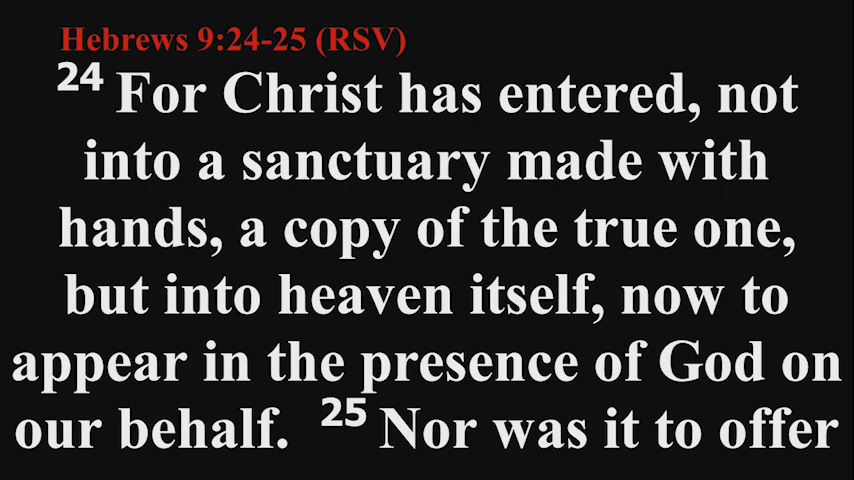 Hebrews 9:24-25 (RSV)
24 For Christ has entered, not
into a sanctuary made with
hands, a copy of the true one,
but into heaven itself, now to
appear in the presence of God on
our behalf. 25 Nor was it to offer